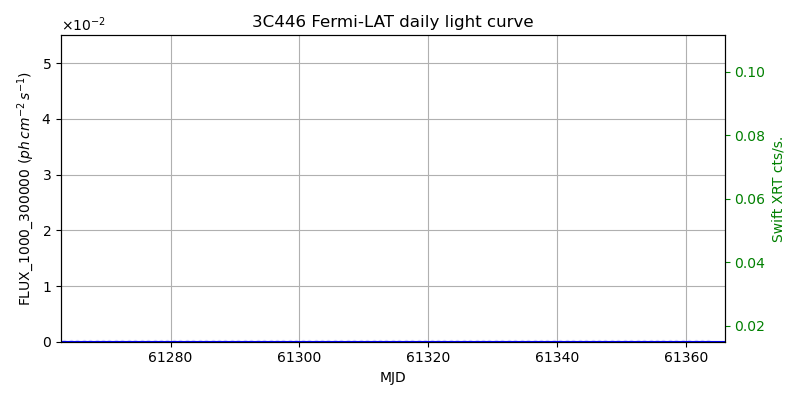 3C446 Fermi-LAT daily light curve
×10⁻²
5
4
3
2
1
0
FLUX_1000_300000 (ph cm⁻² s⁻¹)
0.10
0.08
0.06
0.04
0.02
Swift XRT cts/s.
61280 61300 61320 61340 61360
MJD